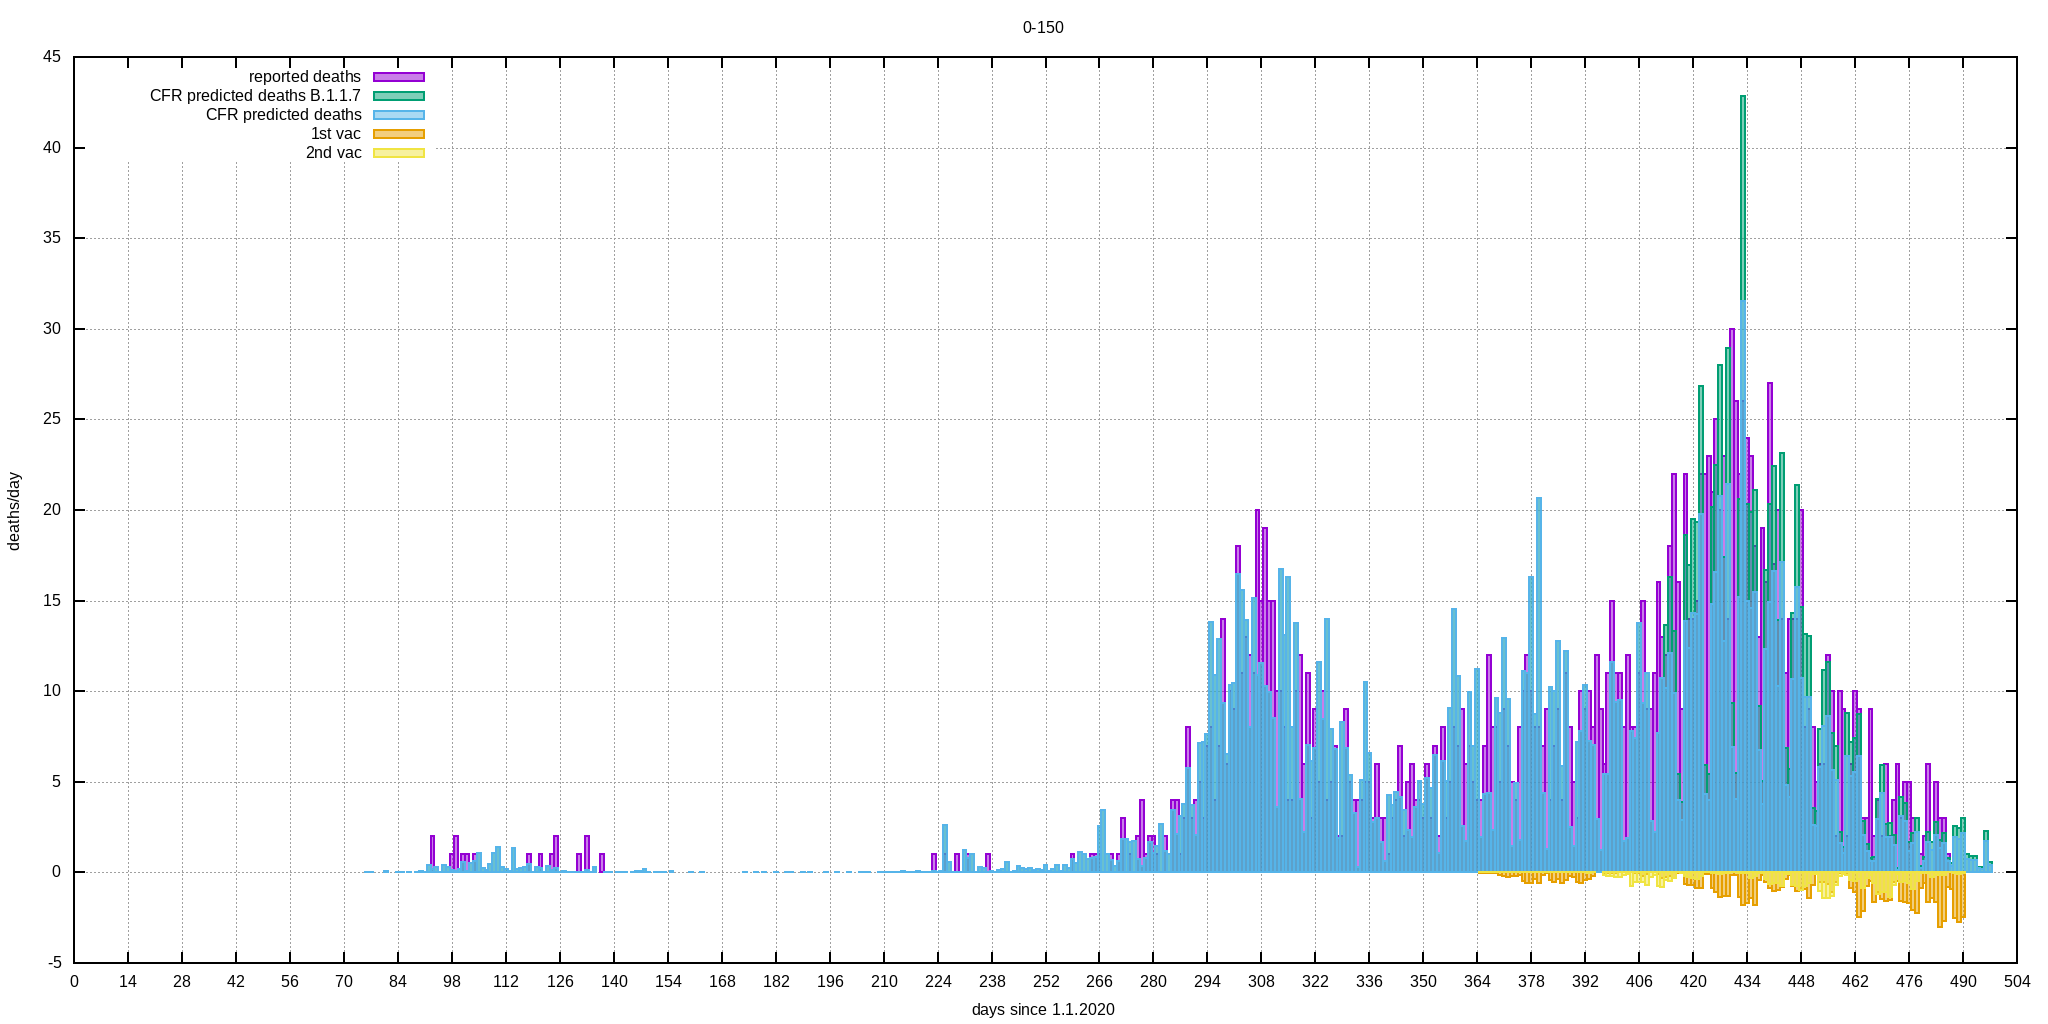 0-150
45
40
35
30
25
20
15
10
5
0
-5
deaths/day
reported deaths
CFR predicted deaths B.1.1.7
CFR predicted deaths
1st vac
2nd vac
0 14 28 42 56 70 84 98 112 126 140 154 168 182 196 210 224 238 252 266 280 294 308 322 336 350 364 378 392 406 420 434 448 462 476 490 504
days since 1.1.2020